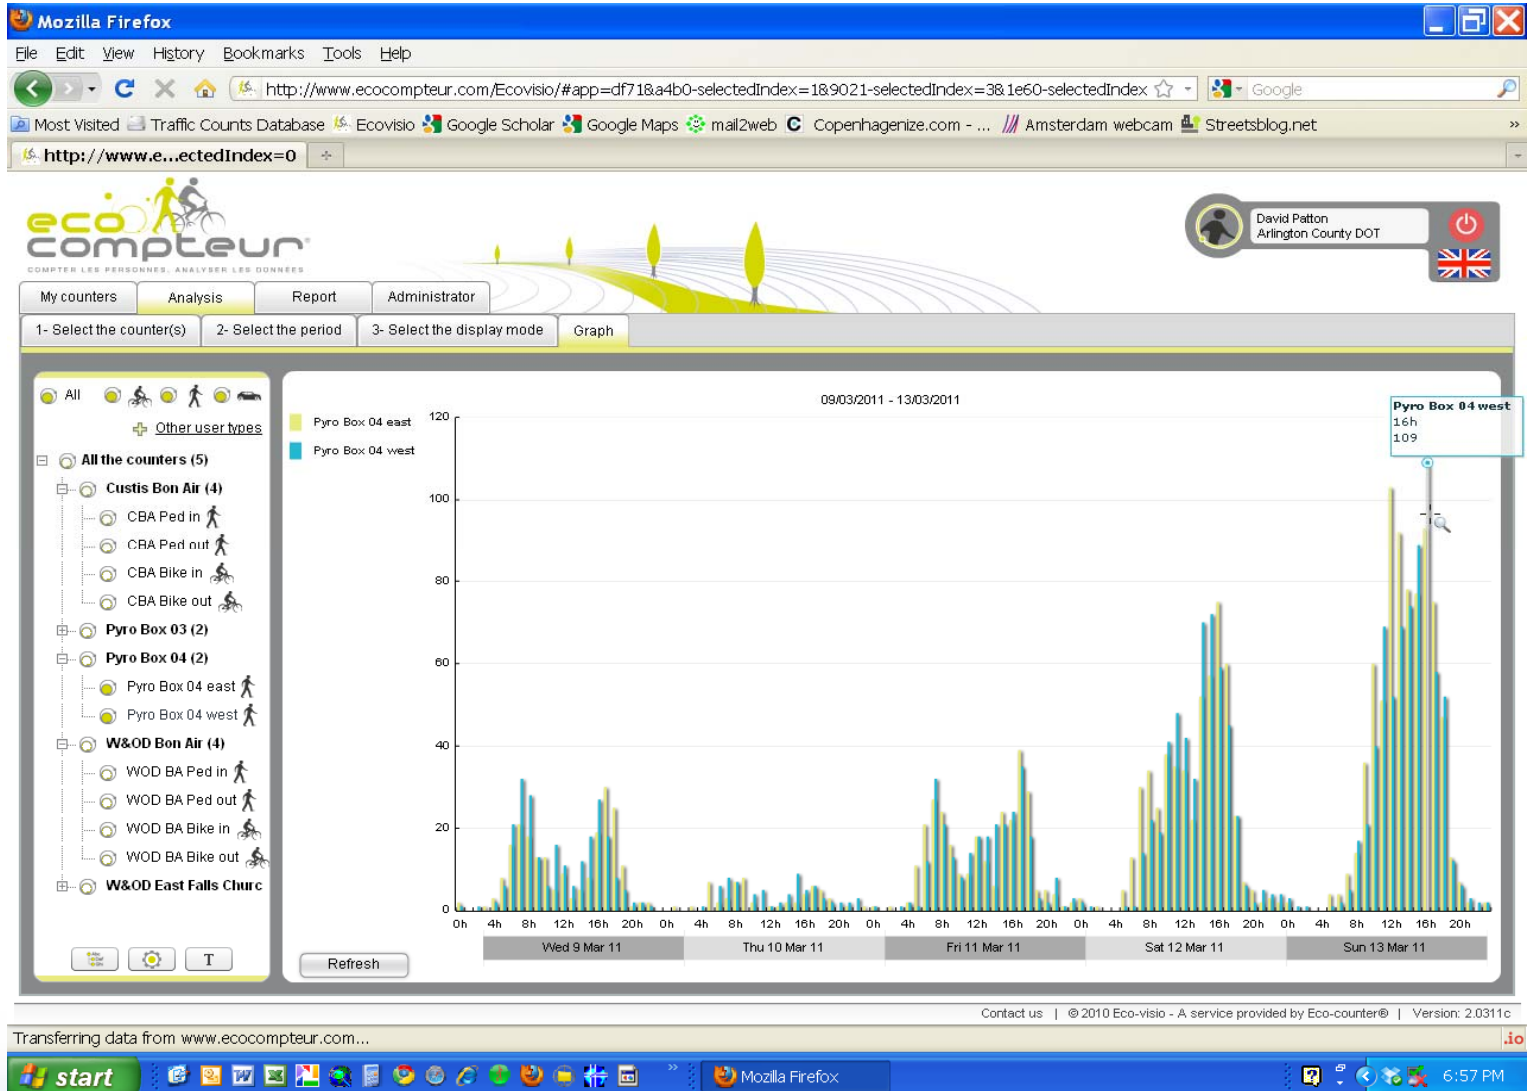 Mozilla Firefox
File Edit View History Bookmarks Tools Help
http://www.ecocompteur.com/Ecovisio/#app=df71&a4b0-selectedIndex=1&9021-selectedIndex=3&1e60-selectedIndex
Google
Most Visited Traffic Counts Database Ecovisio Google Scholar Google Maps mail2web Copenhagenize.com - ... Amsterdam webcam Streetsblog.net »
http://www.e...ectedIndex=0
eco
compteur
COMPTER LES PERSONNES, ANALYSER LES DONNÉES
David Patton
Arlington County DOT
My counters Analysis Report Administrator
1- Select the counter(s) 2- Select the period 3- Select the display mode Graph
All
Other user types
All the counters (5)
Custis Bon Air (4)
CBA Ped in
CBA Ped out
CBA Bike in
CBA Bike out
Pyro Box 03 (2)
Pyro Box 04 (2)
Pyro Box 04 east
Pyro Box 04 west
W&OD Bon Air (4)
WOD BA Ped in
WOD BA Ped out
WOD BA Bike in
WOD BA Bike out
W&OD East Falls Churc
T
09/03/2011 - 13/03/2011
Pyro Box 04 east
Pyro Box 04 west
Pyro Box 04 west
16h
109
120
100
80
60
40
20
0
0h 4h 8h 12h 16h 20h 0h 4h 8h 12h 16h 20h 0h 4h 8h 12h 16h 20h 0h 4h 8h 12h 16h 20h 0h 4h 8h 12h 16h 20h
Wed 9 Mar 11 Thu 10 Mar 11 Fri 11 Mar 11 Sat 12 Mar 11 Sun 13 Mar 11
Refresh
Contact us | © 2010 Eco-visio - A service provided by Eco-counter® | Version: 2.0311c
Transferring data from www.ecocompteur.com...
.io
start
Mozilla Firefox
6:57 PM